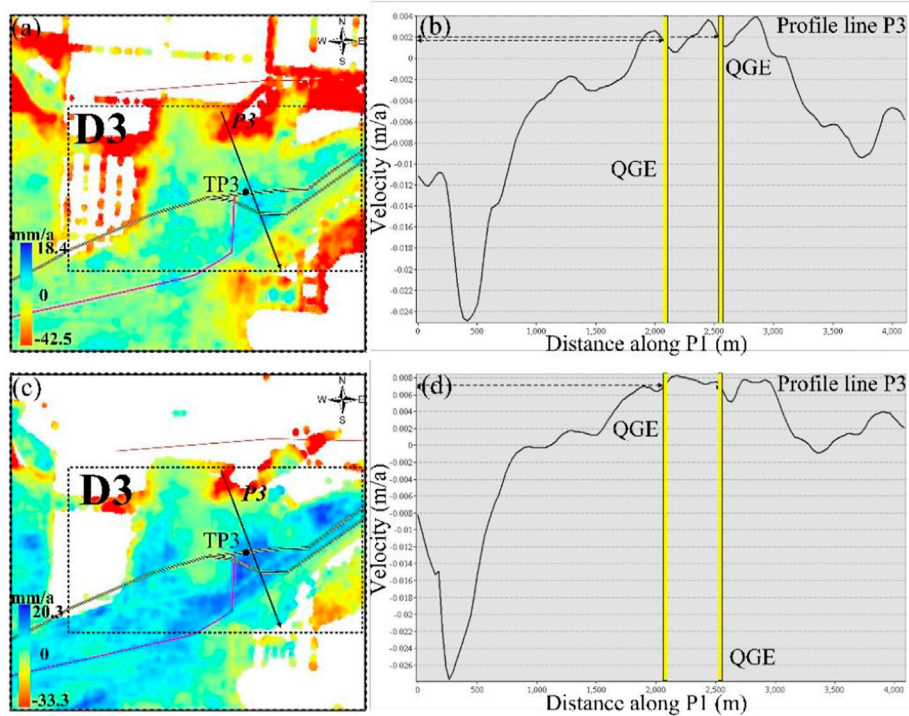 (a)
N
W E
S
D3
P3
TP3
mm/a
18.4
0
-42.5
(b)
Profile line P3
0.004
0.002
0
-0.002
-0.004
-0.006
-0.008
-0.01
-0.012
-0.014
-0.016
-0.018
-0.02
-0.022
-0.024
Velocity (m/a)
QGE
QGE
0 500 1,000 1,500 2,000 2,500 3,000 3,500 4,000
Distance along P1 (m)
(c)
N
W E
S
D3
P3
TP3
mm/a
20.3
0
-33.3
(d)
Profile line P3
0.008
0.006
0.004
0.002
0
-0.002
-0.004
-0.006
-0.008
-0.01
-0.012
-0.014
-0.016
-0.018
-0.02
-0.022
-0.024
-0.026
Velocity (m/a)
QGE
QGE
0 500 1,000 1,500 2,000 2,500 3,000 3,500 4,000
Distance along P1 (m)